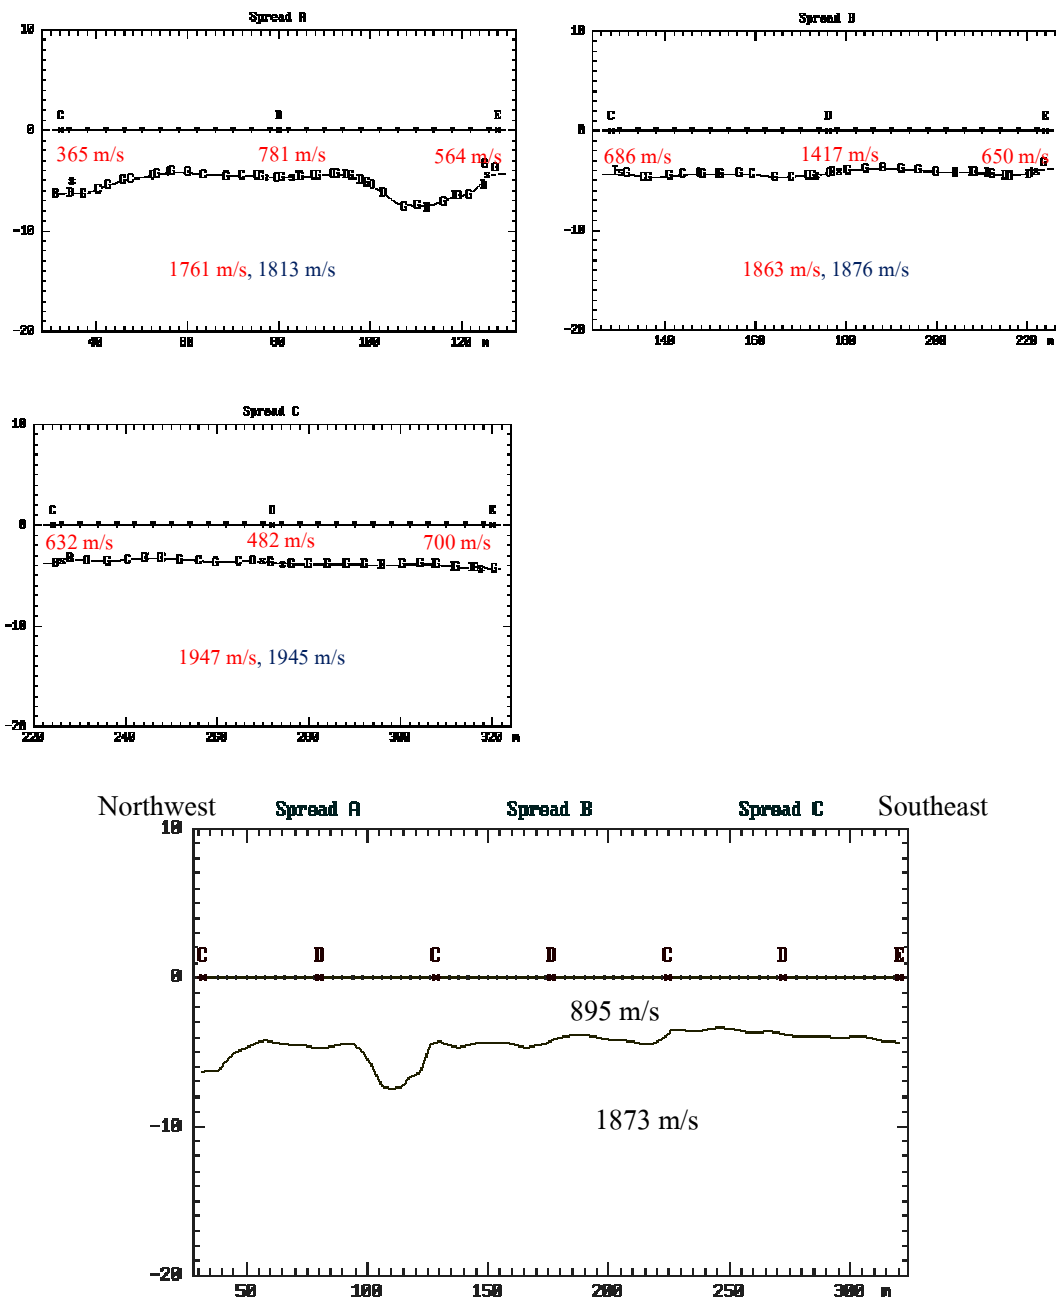 Spread A
10
C D E
0
365 m/s 781 m/s 564 m/s
-10
1761 m/s, 1813 m/s
-20
40 60 80 100 120 m
Spread B
10
C D E
0
686 m/s 1417 m/s 650 m/s
-10
1863 m/s, 1876 m/s
-20
140 160 180 200 220 m
Spread C
10
C D E
0
632 m/s 482 m/s 700 m/s
-10
1947 m/s, 1945 m/s
-20
220 240 260 280 300 320 m
Northwest Spread A Spread B Spread C Southeast
10
C D C D C D E
0
895 m/s
-10
1873 m/s
-20
50 100 150 200 250 300 m